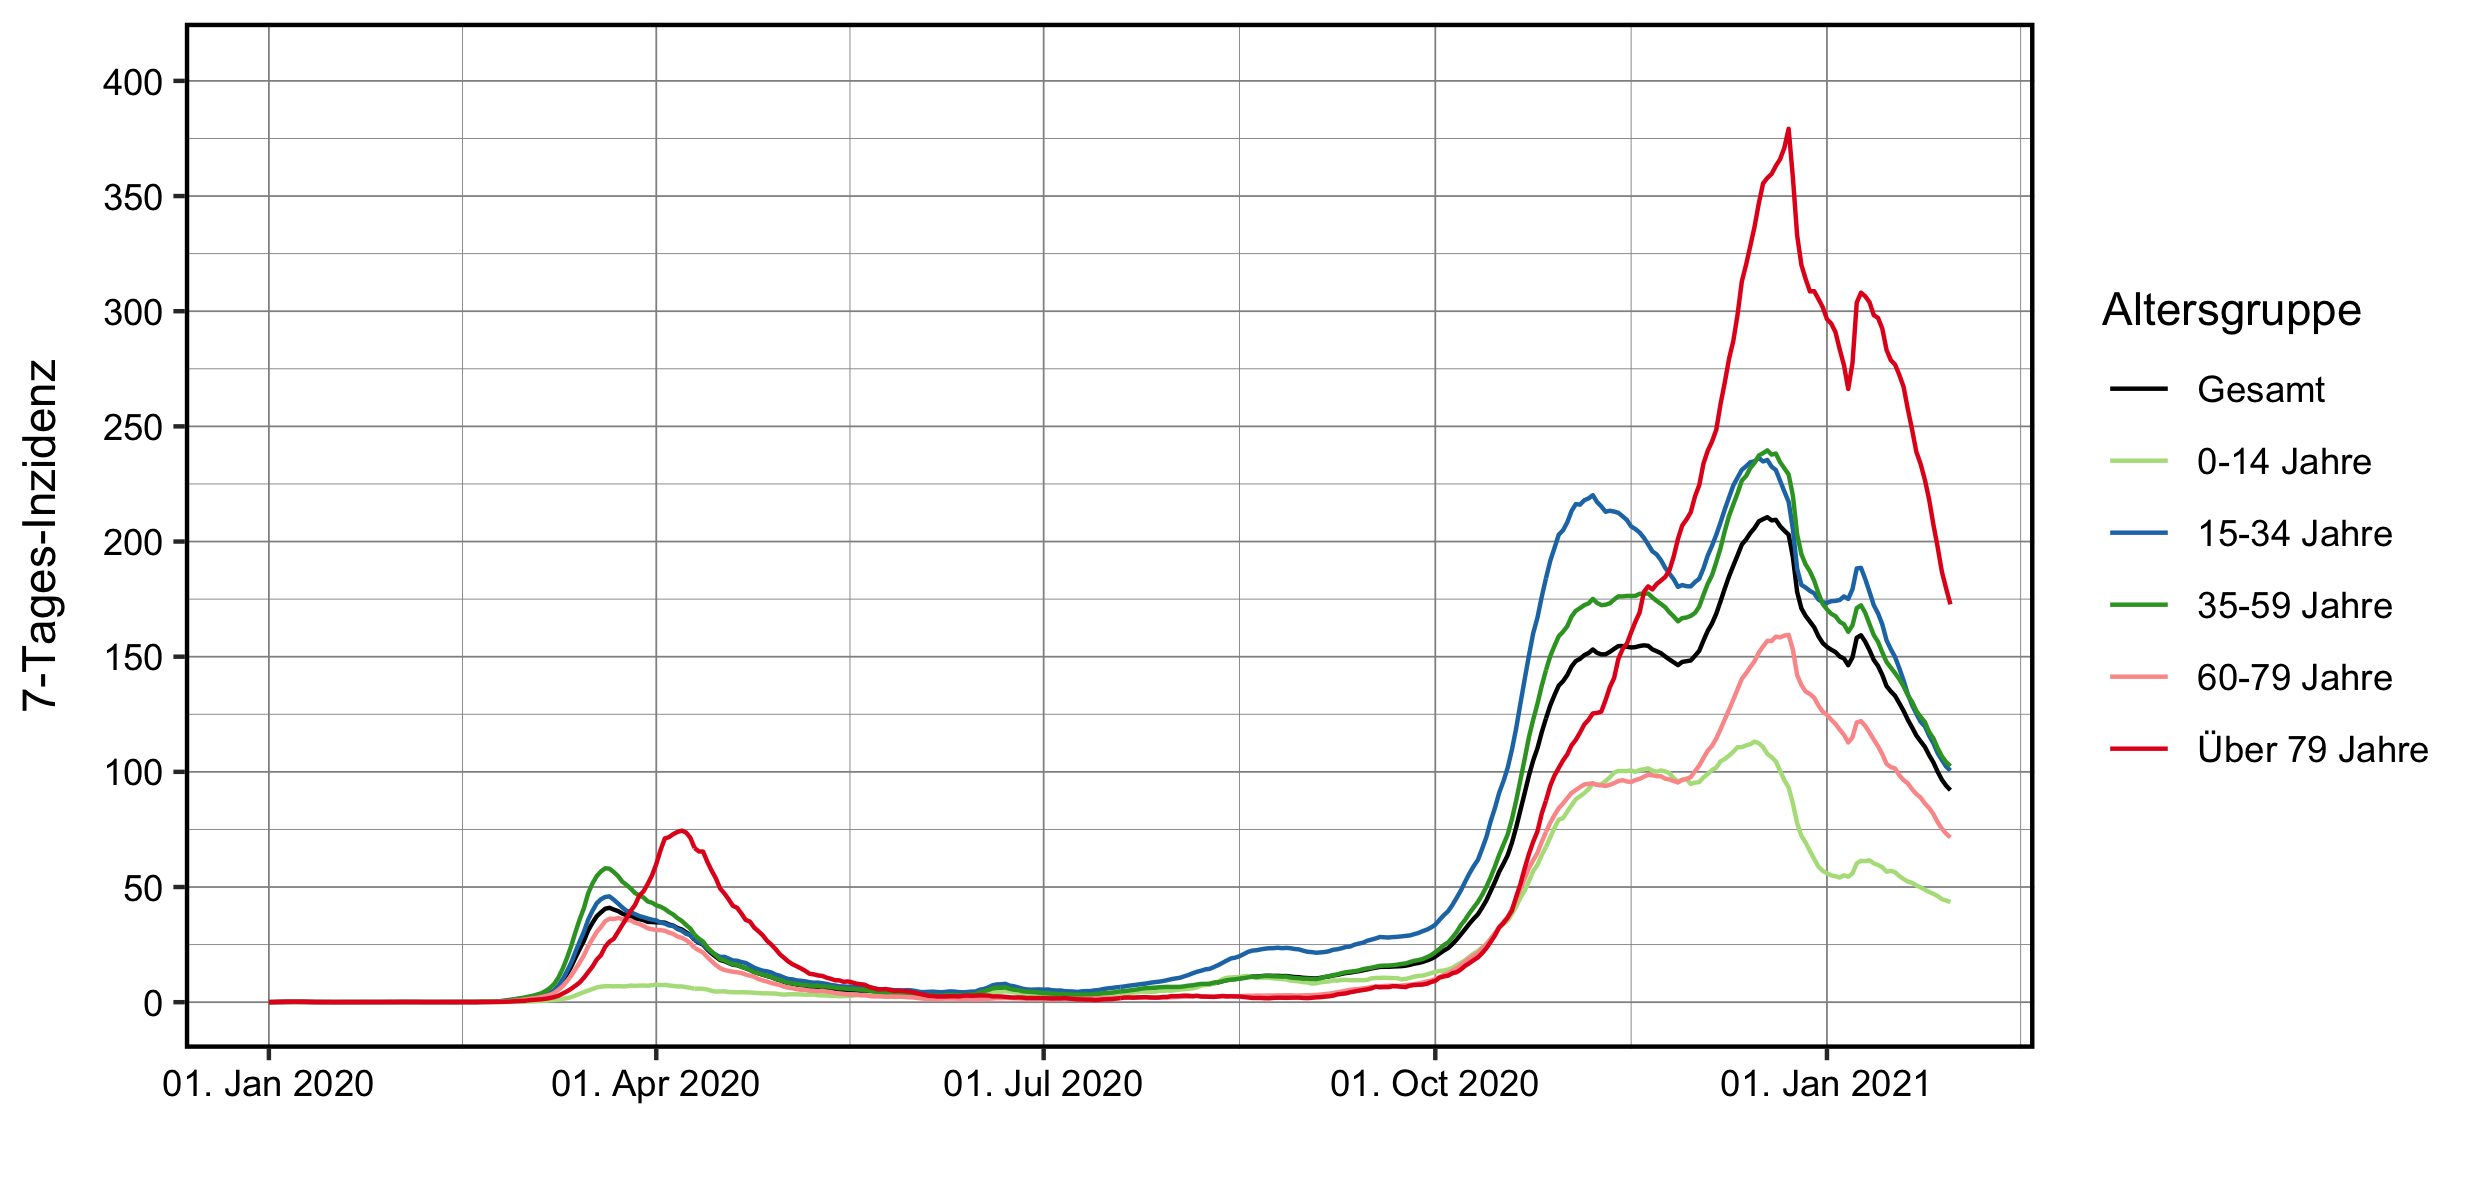 7-Tages-Inzidenz
400
350
300
250
200
150
100
50
0
01. Jan 2020
01. Apr 2020
01. Jul 2020
01. Oct 2020
01. Jan 2021
Altersgruppe
Gesamt
0-14 Jahre
15-34 Jahre
35-59 Jahre
60-79 Jahre
Über 79 Jahre